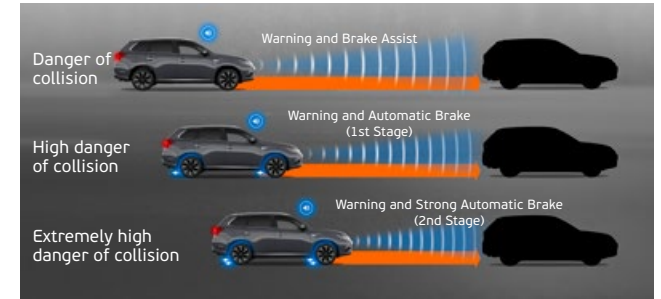 Danger of
collision
Warning and Brake Assist
High danger
of collision
Warning and Automatic Brake
(1st Stage)
Extremely high
danger of collision
Warning and Strong Automatic Brake
(2nd Stage)